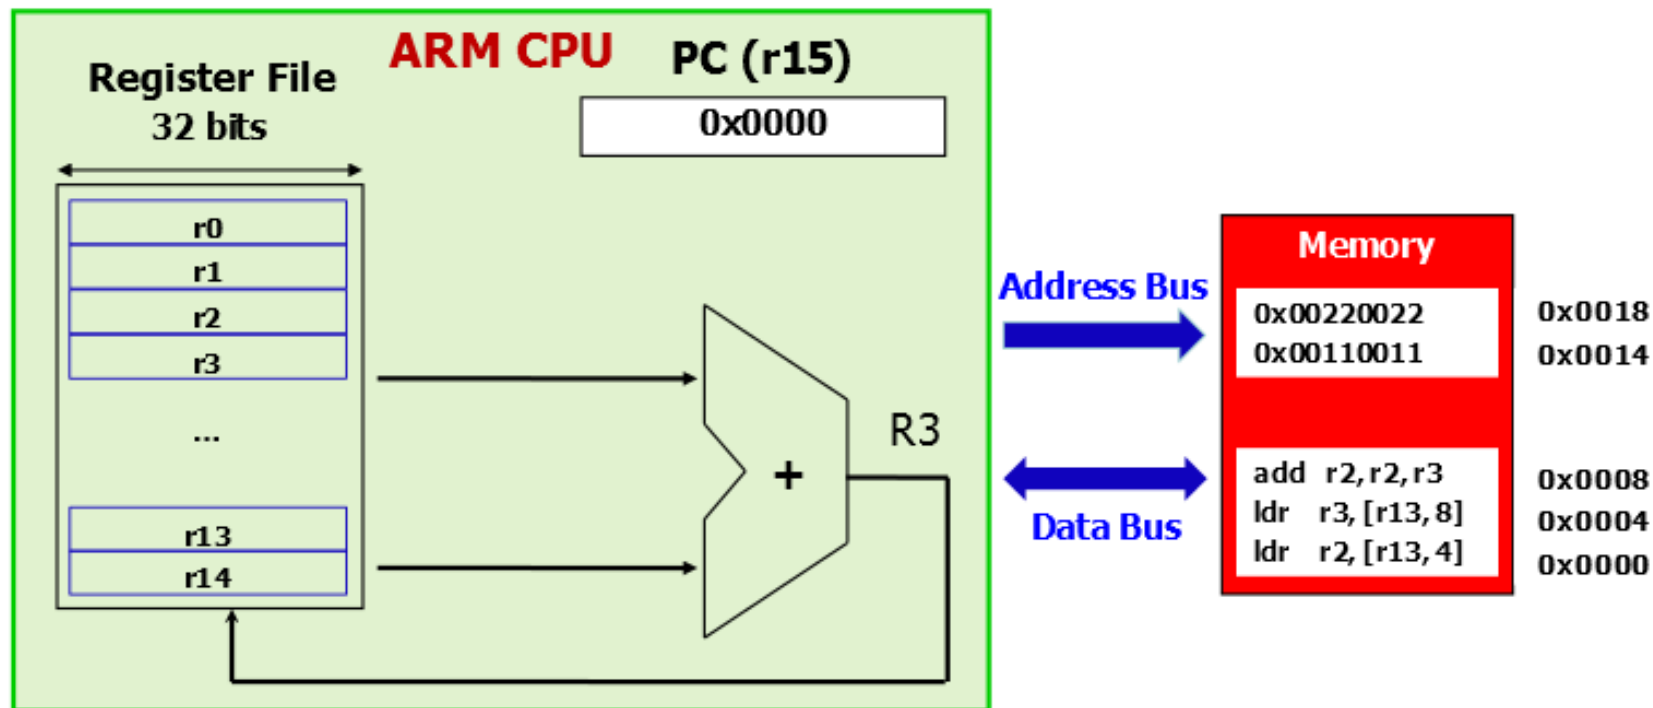 ARM CPU
PC (r15)
0x0000
Register File
32 bits
r0
r1
r2
r3
...
r13
r14
+
R3
Address Bus
Data Bus
Memory
0x00220022 0x0018
0x00110011 0x0014
add r2, r2, r3 0x0008
ldr r3, [r13, 8] 0x0004
ldr r2, [r13, 4] 0x0000